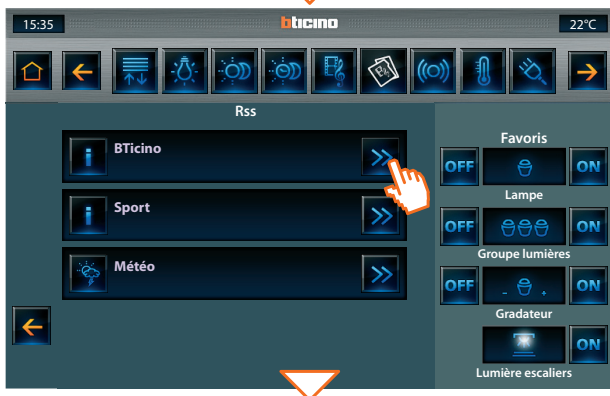 15:35
bticino
22°C
Rss
BTicino
Sport
Météo
Favoris
OFF ON
Lampe
OFF ON
Groupe lumières
OFF - + ON
Gradateur
ON
Lumière escaliers